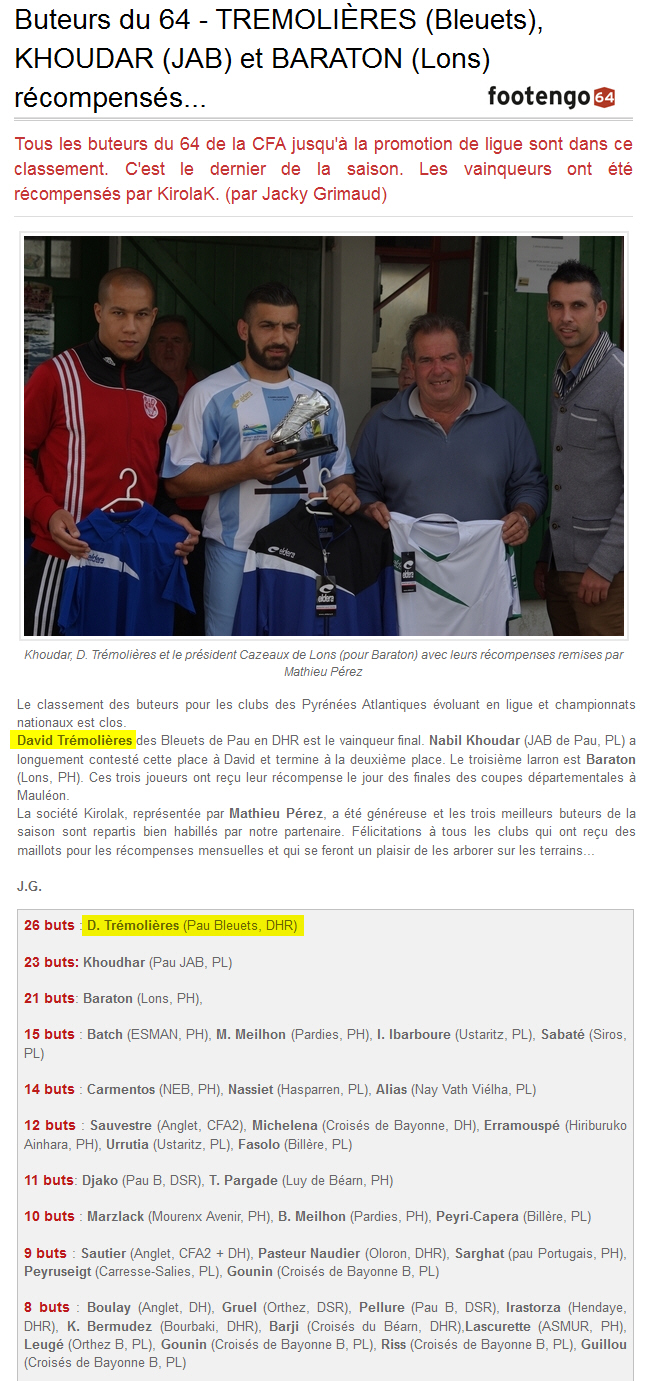 Buteurs du 64 - TREMOLIÈRES (Bleuets),
KHOUDAR (JAB) et BARATON (Lons)
récompensés...
footengo64
Tous les buteurs du 64 de la CFA jusqu'à la promotion de ligue sont dans ce
classement. C'est le dernier de la saison. Les vainqueurs ont été
récompensés par KirolaK. (par Jacky Grimaud)
eldera
eldera
eldera
Khoudar, D. Trémolières et le président Cazeaux de Lons (pour Baraton) avec leurs récompenses remises par
Mathieu Pérez
Le classement des buteurs pour les clubs des Pyrénées Atlantiques évoluant en ligue et championnats
nationaux est clos.
David Trémolières des Bleuets de Pau en DHR est le vainqueur final. Nabil Khoudar (JAB de Pau, PL) a
longuement contesté cette place à David et termine à la deuxième place. Le troisième larron est Baraton
(Lons, PH). Ces trois joueurs ont reçu leur récompense le jour des finales des coupes départementales à
Mauléon.
La société Kirolak, représentée par Mathieu Pérez, a été généreuse et les trois meilleurs buteurs de la
saison sont repartis bien habillés par notre partenaire. Félicitations à tous les clubs qui ont reçu des
maillots pour les récompenses mensuelles et qui se feront un plaisir de les arborer sur les terrains...
J.G.
26 buts : D. Trémolières (Pau Bleuets, DHR)
23 buts: Khoudhar (Pau JAB, PL)
21 buts: Baraton (Lons, PH),
15 buts : Batch (ESMAN, PH), M. Meilhon (Pardies, PH), I. Ibarboure (Ustaritz, PL), Sabaté (Siros,
PL)
14 buts : Carmentos (NEB, PH), Nassiet (Hasparren, PL), Alias (Nay Vath Viélha, PL)
12 buts : Sauvestre (Anglet, CFA2), Michelena (Croisés de Bayonne, DH), Erramouspé (Hiriburuko
Ainhara, PH), Urrutia (Ustaritz, PL), Fasolo (Billère, PL)
11 buts: Djako (Pau B, DSR), T. Pargade (Luy de Béarn, PH)
10 buts : Marzlack (Mourenx Avenir, PH), B. Meilhon (Pardies, PH), Peyri-Capera (Billère, PL)
9 buts : Sautier (Anglet, CFA2 + DH), Pasteur Naudier (Oloron, DHR), Sarghat (pau Portugais, PH),
Peyruseigt (Carresse-Salies, PL), Gounin (Croisés de Bayonne B, PL)
8 buts : Boulay (Anglet, DH), Gruel (Orthez, DSR), Pellure (Pau B, DSR), Irastorza (Hendaye,
DHR), K. Bermudez (Bourbaki, DHR), Barji (Croisés du Béarn, DHR),Lascurette (ASMUR, PH),
Leugé (Orthez B, PL), Gounin (Croisés de Bayonne B, PL), Riss (Croisés de Bayonne B, PL), Guillou
(Croisés de Bayonne B, PL)